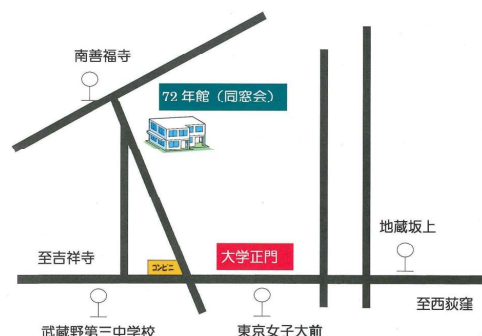 南善福寺
72年館（同窓会）
地蔵坂上
至吉祥寺
コンビニ
大学正門
至西荻窪
武蔵野第三中学校
東京女子大前